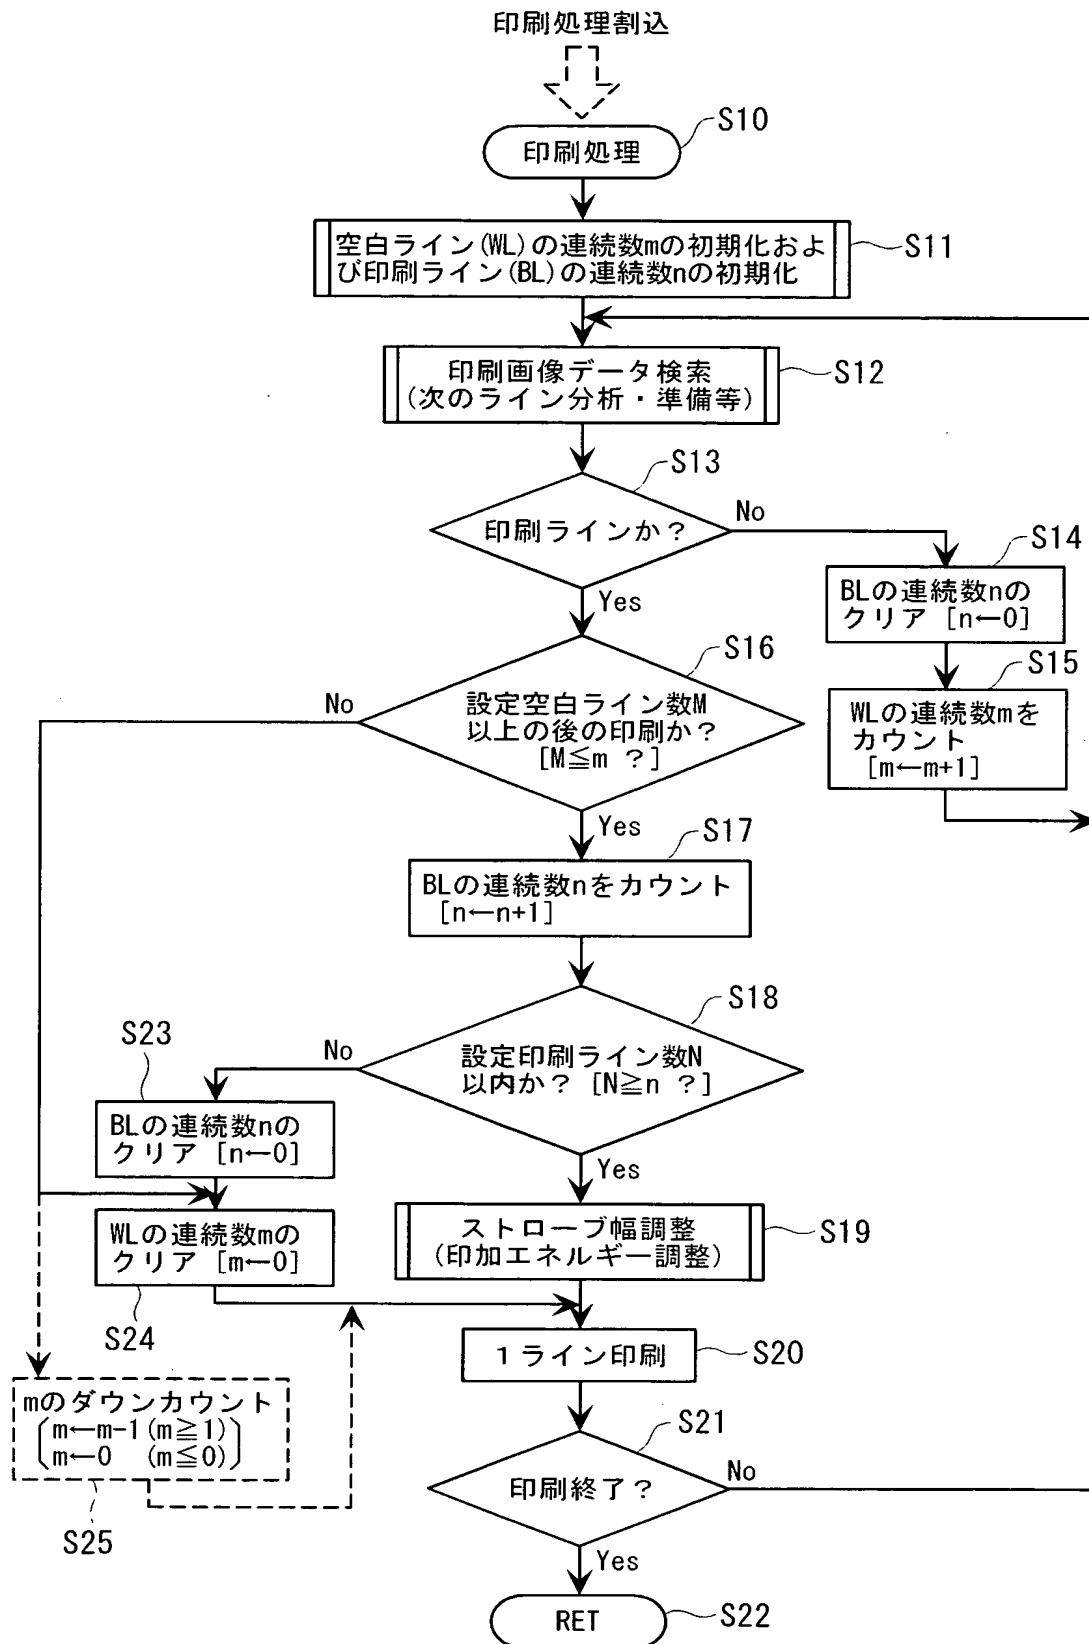 印刷処理割込
S10
印刷処理
空白ライン(WL)の連続数mの初期化およ
び印刷ライン(BL)の連続数nの初期化
S11
印刷画像データ検索
(次のライン分析・準備等)
S12
S13
印刷ラインか？
No
Yes
S14
BLの連続数nの
クリア [n←0]
S15
WLの連続数mを
カウント
[m←m+1]
S16
設定空白ライン数M
以上の後の印刷か？
[M≦m ？]
No
Yes
S17
BLの連続数nをカウント
[n←n+1]
S18
設定印刷ライン数N
以内か？ [N≧n ？]
No
Yes
S23
BLの連続数nの
クリア [n←0]
WLの連続数mの
クリア [m←0]
S24
ストローブ幅調整
(印加エネルギー調整)
S19
１ライン印刷
S20
mのダウンカウント
m←m-1 (m≧1)
m←0 (m≦0)
S25
S21
印刷終了？
No
Yes
RET
S22